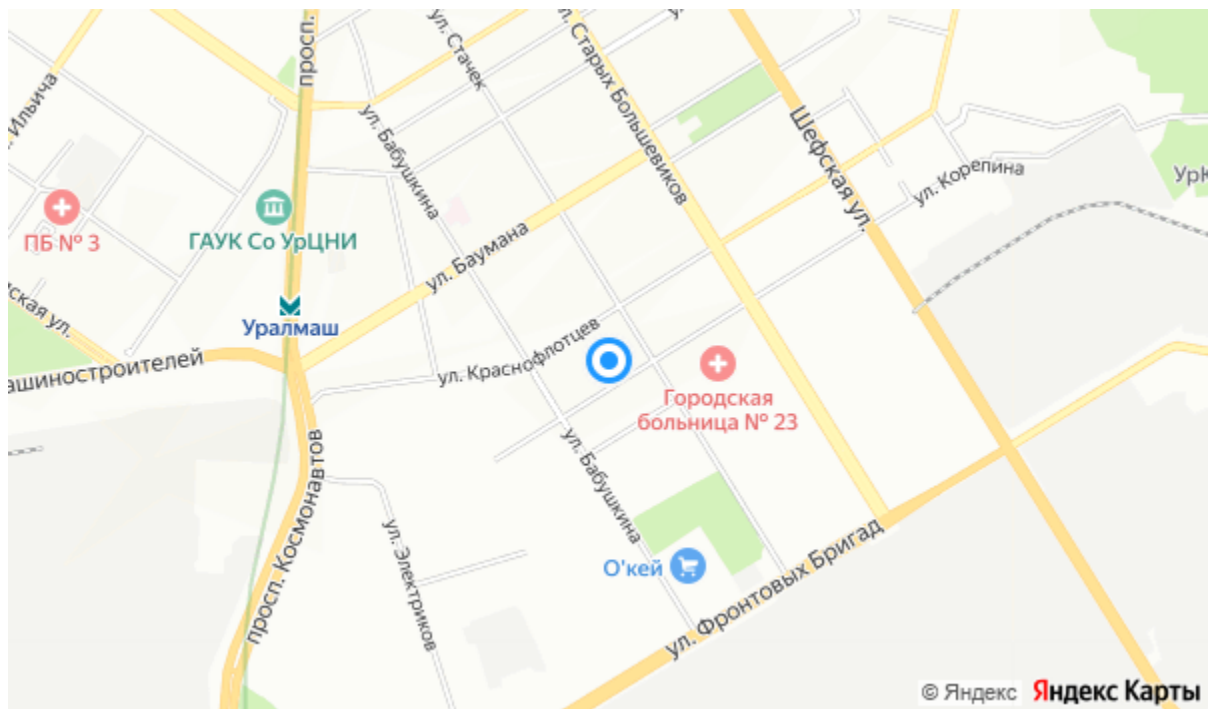 просп.
ул. Стачек
ул. Старых Большевиков
Ильича
ул. Бабушкина
Шефская ул.
ул. Корепина
УрЮ
ПБ № 3
ГАУК Со УрЦНИ
ул. Баумана
ская ул.
Уралмаш
ашиностроителей
ул. Краснофлотцев
Городская
больница № 23
просп. Космонавтов
ул. Бабушкина
ул. Электриков
О'кей
ул. Фронтовых Бригад
© Яндекс Яндекс Карты